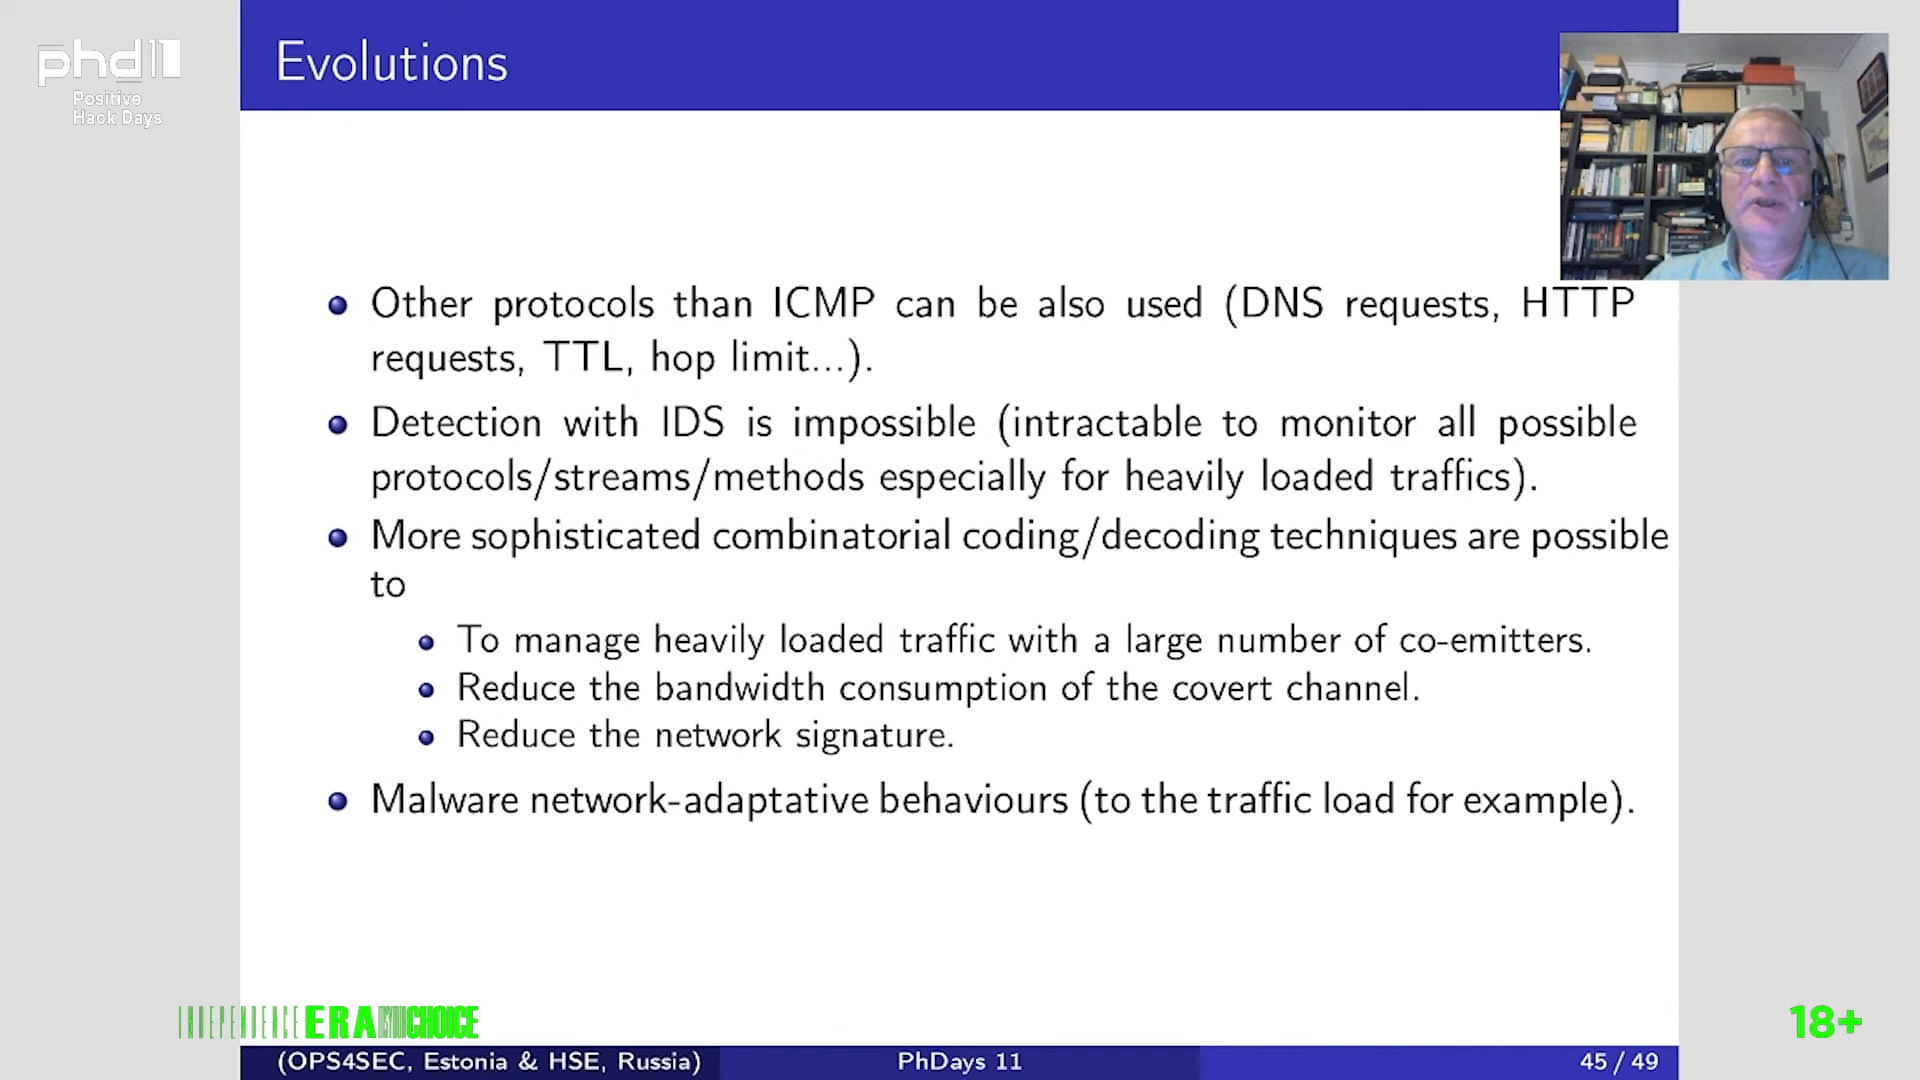 phd11
Positive
Hack Days
Evolutions
Other protocols than ICMP can be also used (DNS requests, HTTP
requests, TTL, hop limit...).
Detection with IDS is impossible (intractable to monitor all possible
protocols/streams/methods especially for heavily loaded traffics).
More sophisticated combinatorial coding/decoding techniques are possible
to
To manage heavily loaded traffic with a large number of co-emitters.
Reduce the bandwidth consumption of the covert channel.
Reduce the network signature.
Malware network-adaptative behaviours (to the traffic load for example).
INDEPENDENCE ERA CHOICE
18+
(OPS4SEC, Estonia & HSE, Russia)
PhDays 11
45 / 49